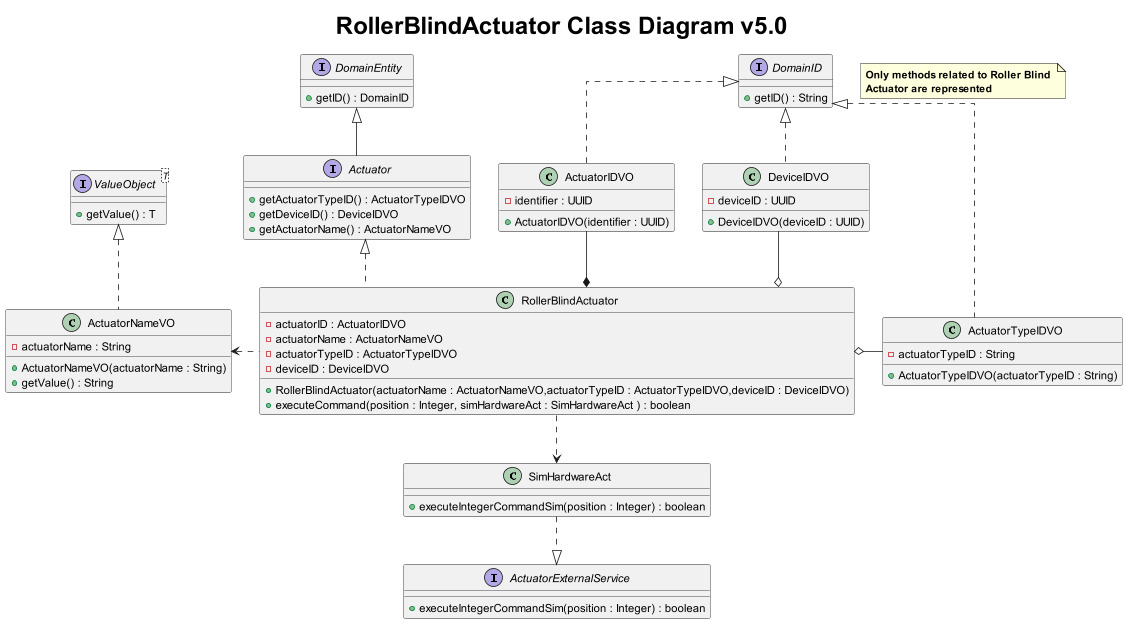 RollerBlindActuator Class Diagram v5.0
I DomainEntity
getID() : DomainID
I DomainID
getID() : String
Only methods related to Roller Blind
Actuator are represented
I ValueObject T
getValue() : T
I Actuator
getActuatorTypeID() : ActuatorTypeIDVO
getDeviceID() : DeviceIDVO
getActuatorName() : ActuatorNameVO
C ActuatorIDVO
identifier : UUID
ActuatorIDVO(identifier : UUID)
C DeviceIDVO
deviceID : UUID
DeviceIDVO(deviceID : UUID)
C ActuatorNameVO
actuatorName : String
ActuatorNameVO(actuatorName : String)
getValue() : String
C RollerBlindActuator
actuatorID : ActuatorIDVO
actuatorName : ActuatorNameVO
actuatorTypeID : ActuatorTypeIDVO
deviceID : DeviceIDVO
RollerBlindActuator(actuatorName : ActuatorNameVO,actuatorTypeID : ActuatorTypeIDVO,deviceID : DeviceIDVO)
executeCommand(position : Integer, simHardwareAct : SimHardwareAct ) : boolean
C ActuatorTypeIDVO
actuatorTypeID : String
ActuatorTypeIDVO(actuatorTypeID : String)
C SimHardwareAct
executeIntegerCommandSim(position : Integer) : boolean
I ActuatorExternalService
executeIntegerCommandSim(position : Integer) : boolean